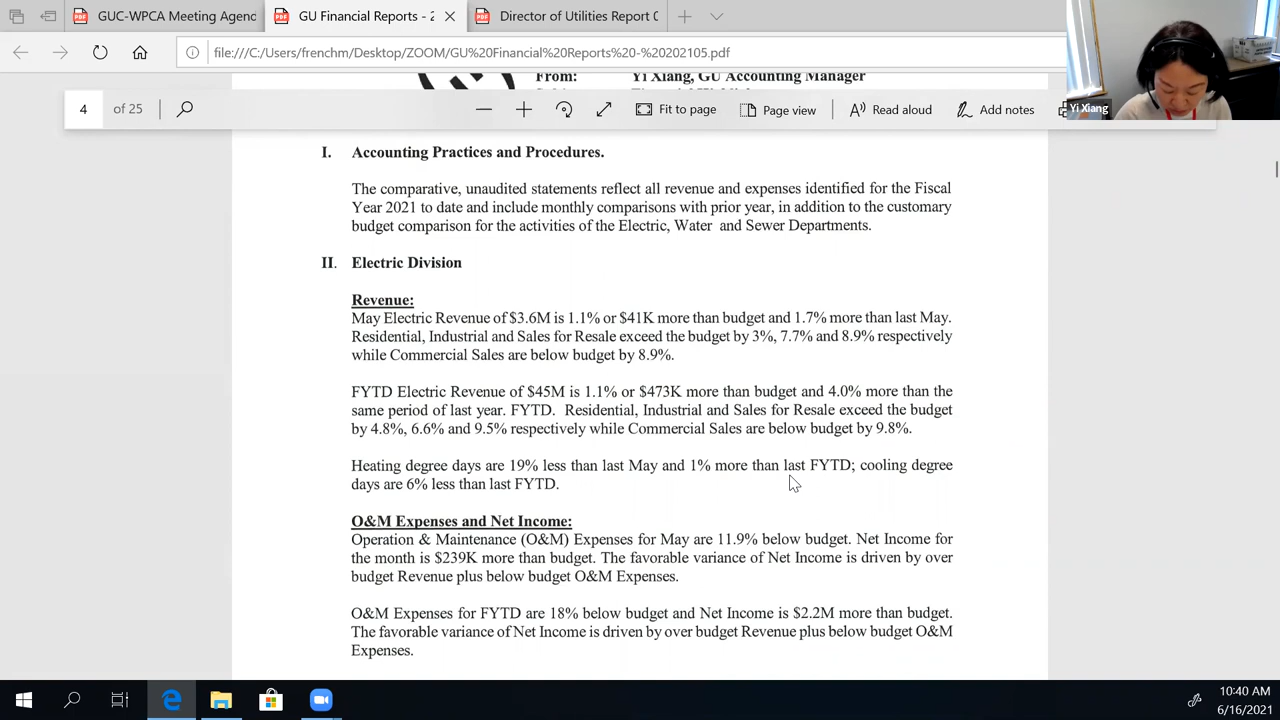 GUC-WPCA Meeting Agend
GU Financial Reports - 2
Director of Utilities Report 0
file:///C:/Users/frenchm/Desktop/ZOOM/GU%20Financial%20Reports%20-%20202105.pdf
From: Yi Xiang, GU Accounting Manager
4 of 25
Fit to page
Page view
Read aloud
Add notes
Yi Xiang
I. Accounting Practices and Procedures.
The comparative, unaudited statements reflect all revenue and expenses identified for the Fiscal
Year 2021 to date and include monthly comparisons with prior year, in addition to the customary
budget comparison for the activities of the Electric, Water and Sewer Departments.
II. Electric Division
Revenue:
May Electric Revenue of $3.6M is 1.1% or $41K more than budget and 1.7% more than last May.
Residential, Industrial and Sales for Resale exceed the budget by 3%, 7.7% and 8.9% respectively
while Commercial Sales are below budget by 8.9%.
FYTD Electric Revenue of $45M is 1.1% or $473K more than budget and 4.0% more than the
same period of last year. FYTD. Residential, Industrial and Sales for Resale exceed the budget
by 4.8%, 6.6% and 9.5% respectively while Commercial Sales are below budget by 9.8%.
Heating degree days are 19% less than last May and 1% more than last FYTD; cooling degree
days are 6% less than last FYTD.
O&M Expenses and Net Income:
Operation & Maintenance (O&M) Expenses for May are 11.9% below budget. Net Income for
the month is $239K more than budget. The favorable variance of Net Income is driven by over
budget Revenue plus below budget O&M Expenses.
O&M Expenses for FYTD are 18% below budget and Net Income is $2.2M more than budget.
The favorable variance of Net Income is driven by over budget Revenue plus below budget O&M
Expenses.
10:40 AM
6/16/2021